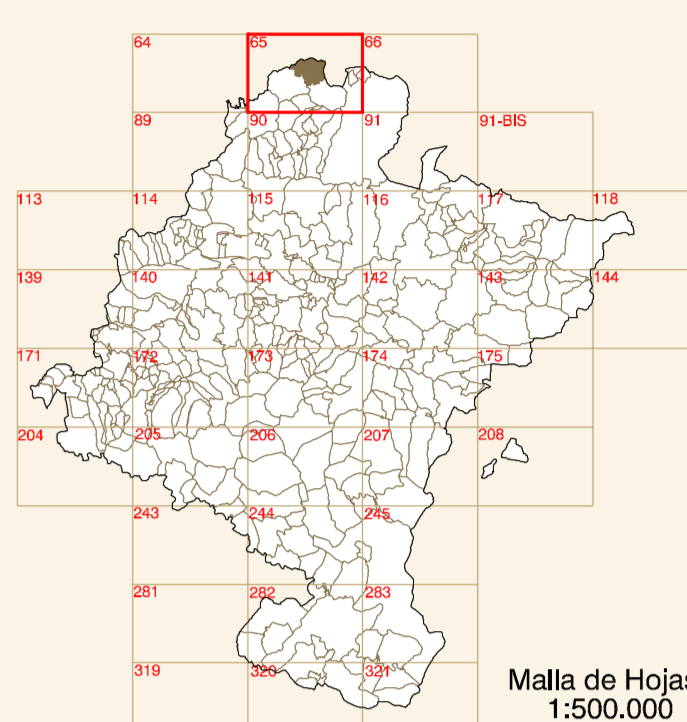 64 65 66
89 90 91 91-BIS
113 114 115 116 117 118
139 140 141 142 143 144
171 172 173 174 175
204 205 206 207 208
243 244 245
281 282 283
319 320 321
Malla de Hojas
1:500.000